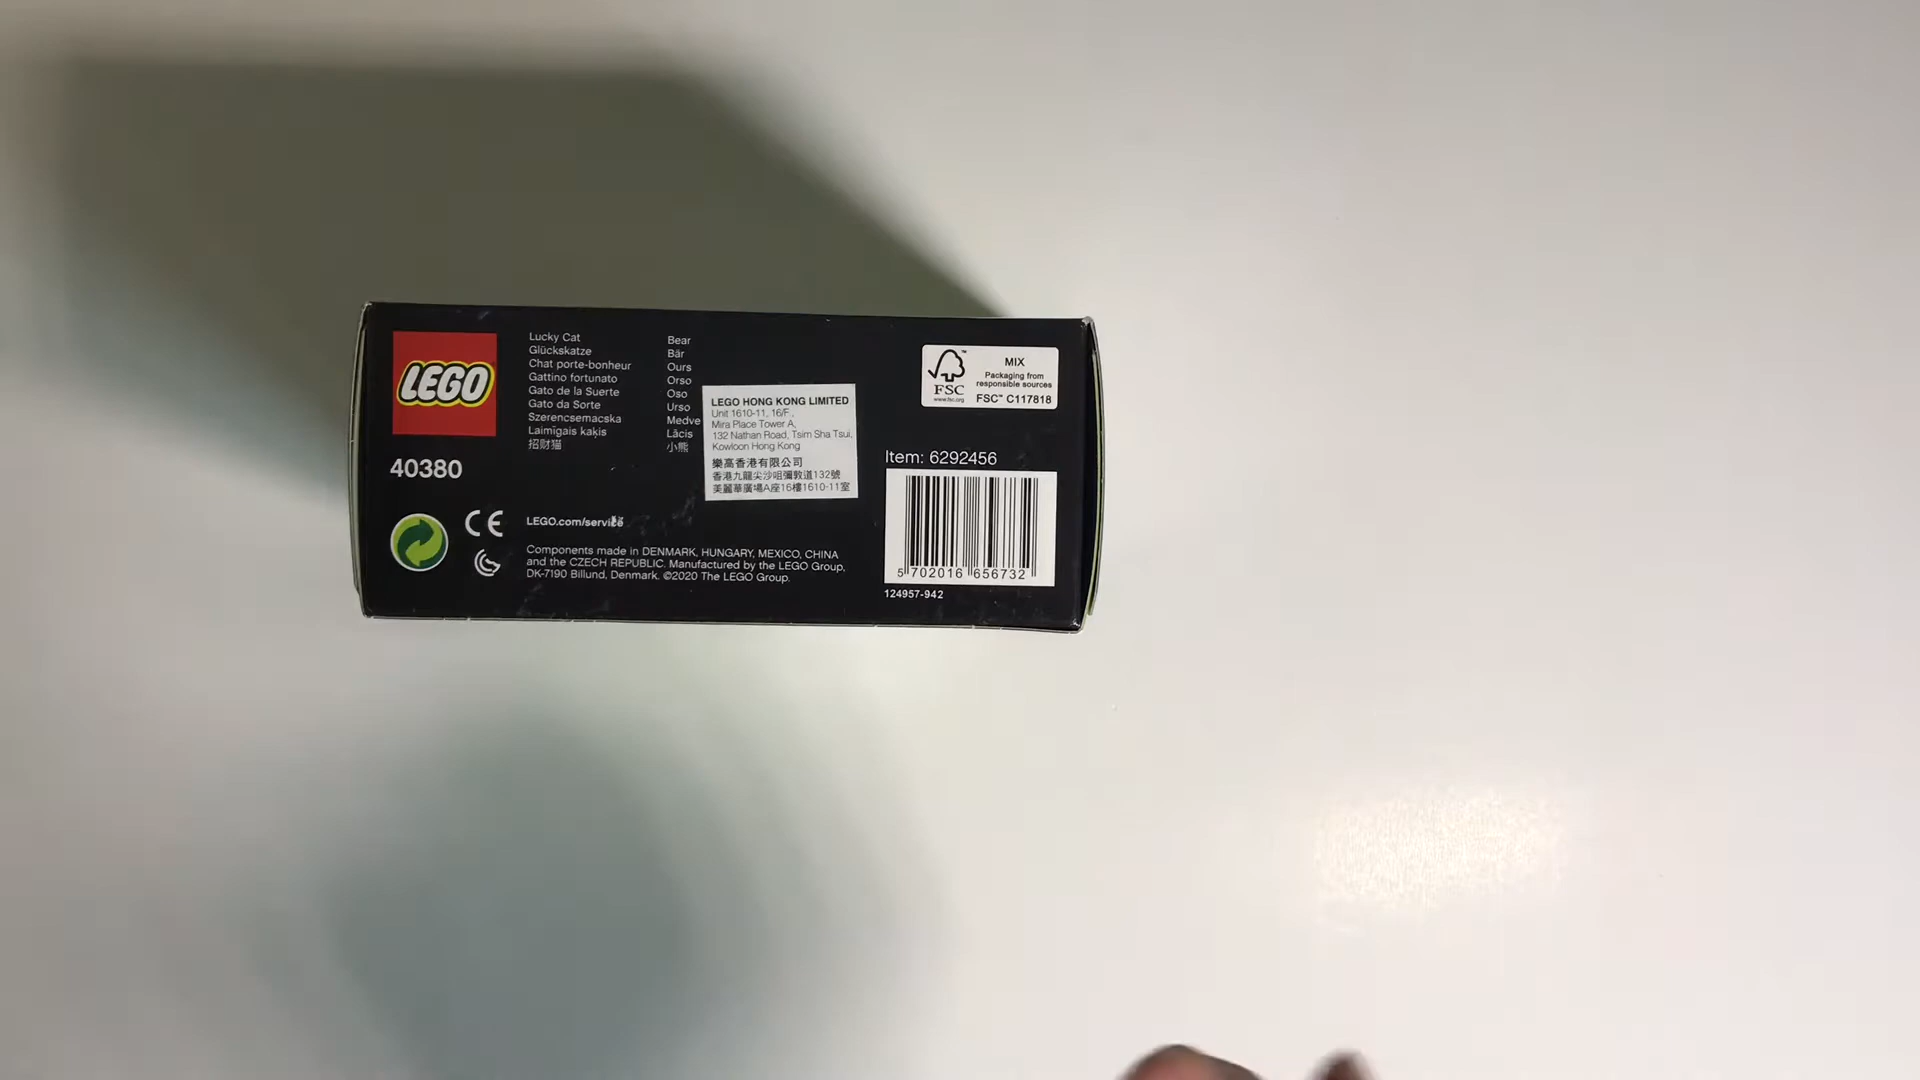 LEGO
40380
CE
Lucky Cat
Glückskatze
Chat porte-bonheur
Gattino fortunato
Gato de la Suerte
Gato da Sorte
Szerencsemacska
Laimīgais kaķis
招财猫
Bear
Bär
Ours
Orso
Oso
Urso
Medve
Lācis
小熊
LEGO HONG KONG LIMITED
Unit 1610-11, 16/F.,
Mira Place Tower A,
132 Nathan Road, Tsim Sha Tsui,
Kowloon Hong Kong
樂高香港有限公司
香港九龍尖沙咀彌敦道132號
美麗華廣場A座16樓1610-11室
LEGO.com/service
Components made in DENMARK, HUNGARY, MEXICO, CHINA
and the CZECH REPUBLIC. Manufactured by the LEGO Group,
DK-7190 Billund, Denmark. ©2020 The LEGO Group.
FSC
www.fsc.org
MIX
Packaging from
responsible sources
FSC™ C117818
Item: 6292456
5 702016 656732
124957-942